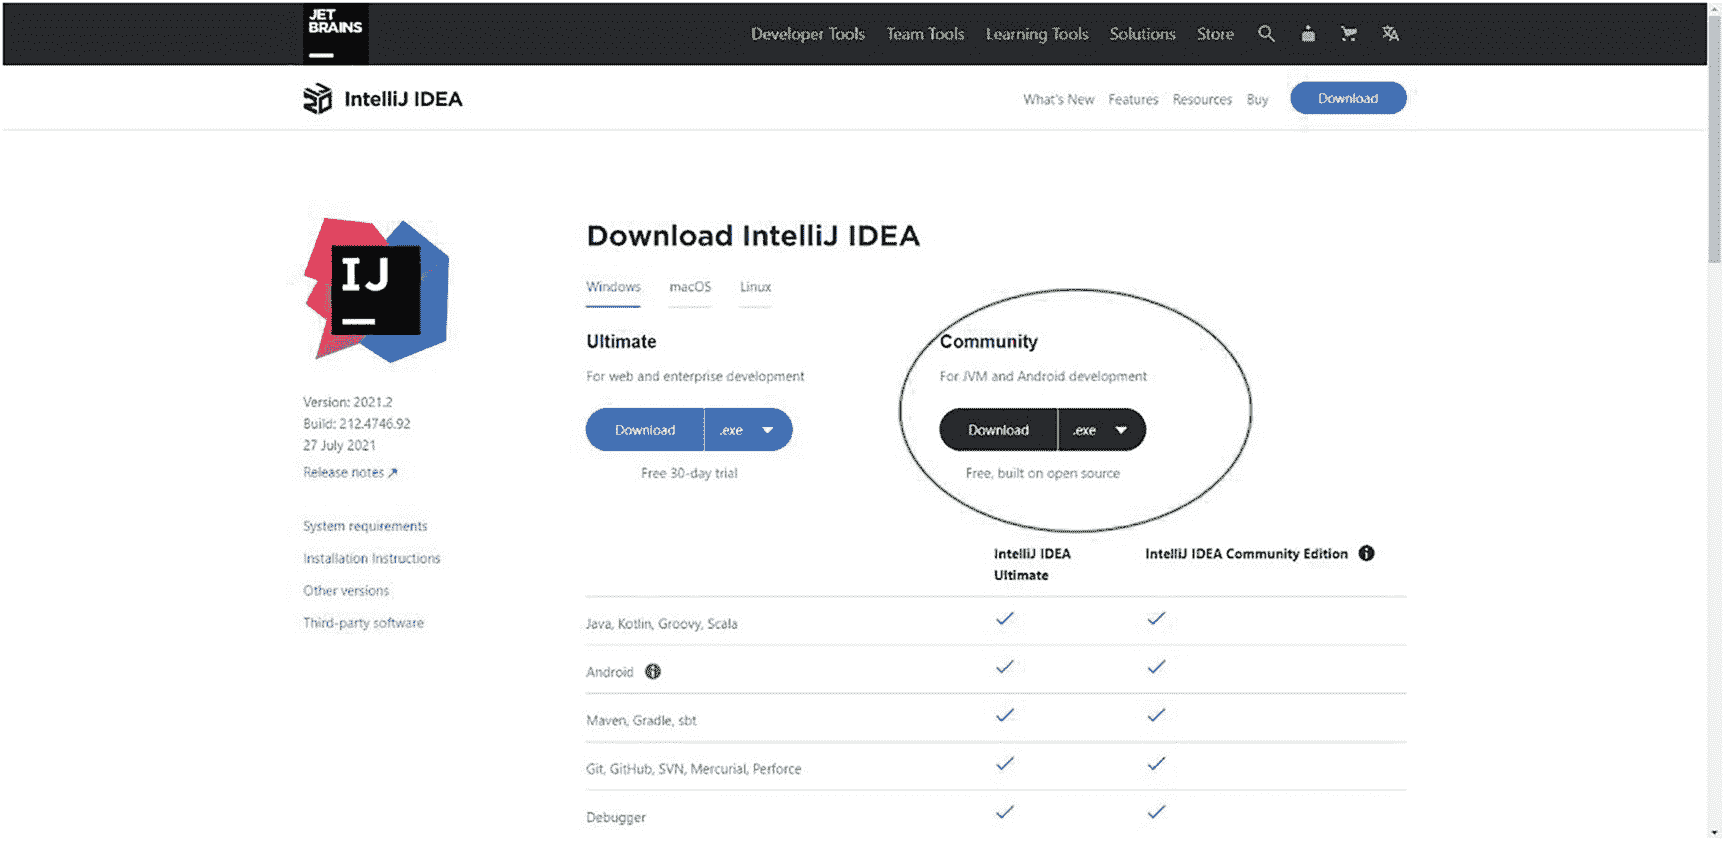 JET
BRAINS
Developer Tools Team Tools Learning Tools Solutions Store
IntelliJ IDEA
What's New Features Resources Buy Download
Download IntelliJ IDEA
Windows macOS Linux
IJ
Ultimate
For web and enterprise development
Download .exe
Free 30-day trial
Community
For JVM and Android development
Download .exe
Free, built on open source
Version: 2021.2
Build: 212.4746.92
27 July 2021
Release notes ↗
System requirements
Installation Instructions
Other versions
Third-party software
IntelliJ IDEA
Ultimate
IntelliJ IDEA Community Edition
Java, Kotlin, Groovy, Scala
Android
Maven, Gradle, sbt
Git, GitHub, SVN, Mercurial, Perforce
Debugger